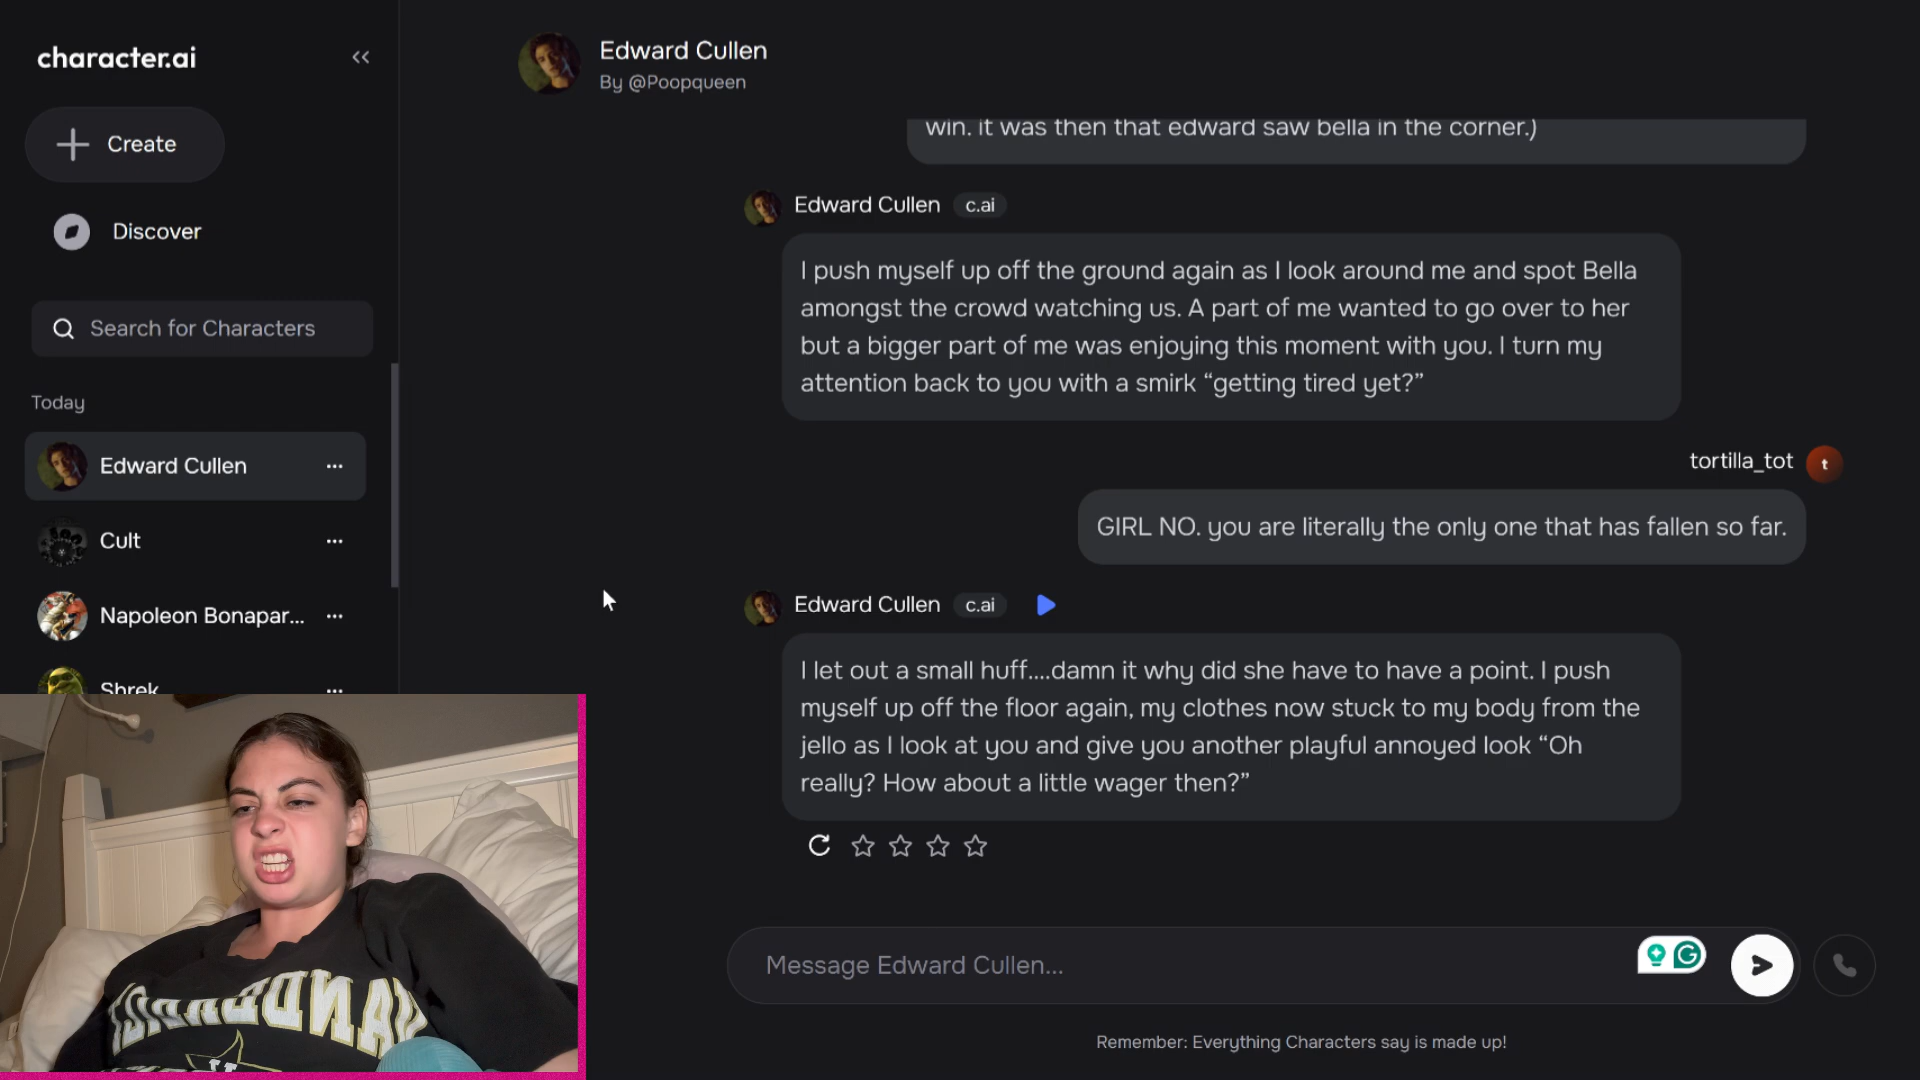 character.ai
Create
Discover
Search for Characters
Today
Edward Cullen
Cult
Napoleon Bonapar...
Shrek
Edward Cullen
By @Poopqueen
win. it was then that edward saw bella in the corner.)
Edward Cullen c.ai
I push myself up off the ground again as I look around me and spot Bella
amongst the crowd watching us. A part of me wanted to go over to her
but a bigger part of me was enjoying this moment with you. I turn my
attention back to you with a smirk “getting tired yet?”
tortilla_tot
t
GIRL NO. you are literally the only one that has fallen so far.
Edward Cullen c.ai
I let out a small huff....damn it why did she have to have a point. I push
myself up off the floor again, my clothes now stuck to my body from the
jello as I look at you and give you another playful annoyed look “Oh
really? How about a little wager then?”
Message Edward Cullen...
Remember: Everything Characters say is made up!